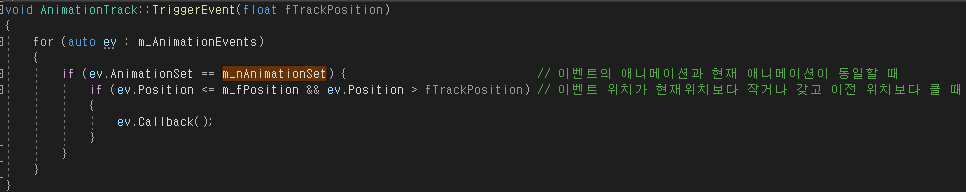 void AnimationTrack::TriggerEvent(float fTrackPosition)
{
for (auto ev : m_AnimationEvents)
{
if (ev.AnimationSet == m_nAnimationSet) { // 이벤트의 애니메이션과 현재 애니메이션이 동일할 때
if (ev.Position <= m_fPosition && ev.Position > fTrackPosition) // 이벤트 위치가 현재위치보다 작거나 갖고 이전 위치보다 클 때
{
ev.Callback();
}
}
}
}